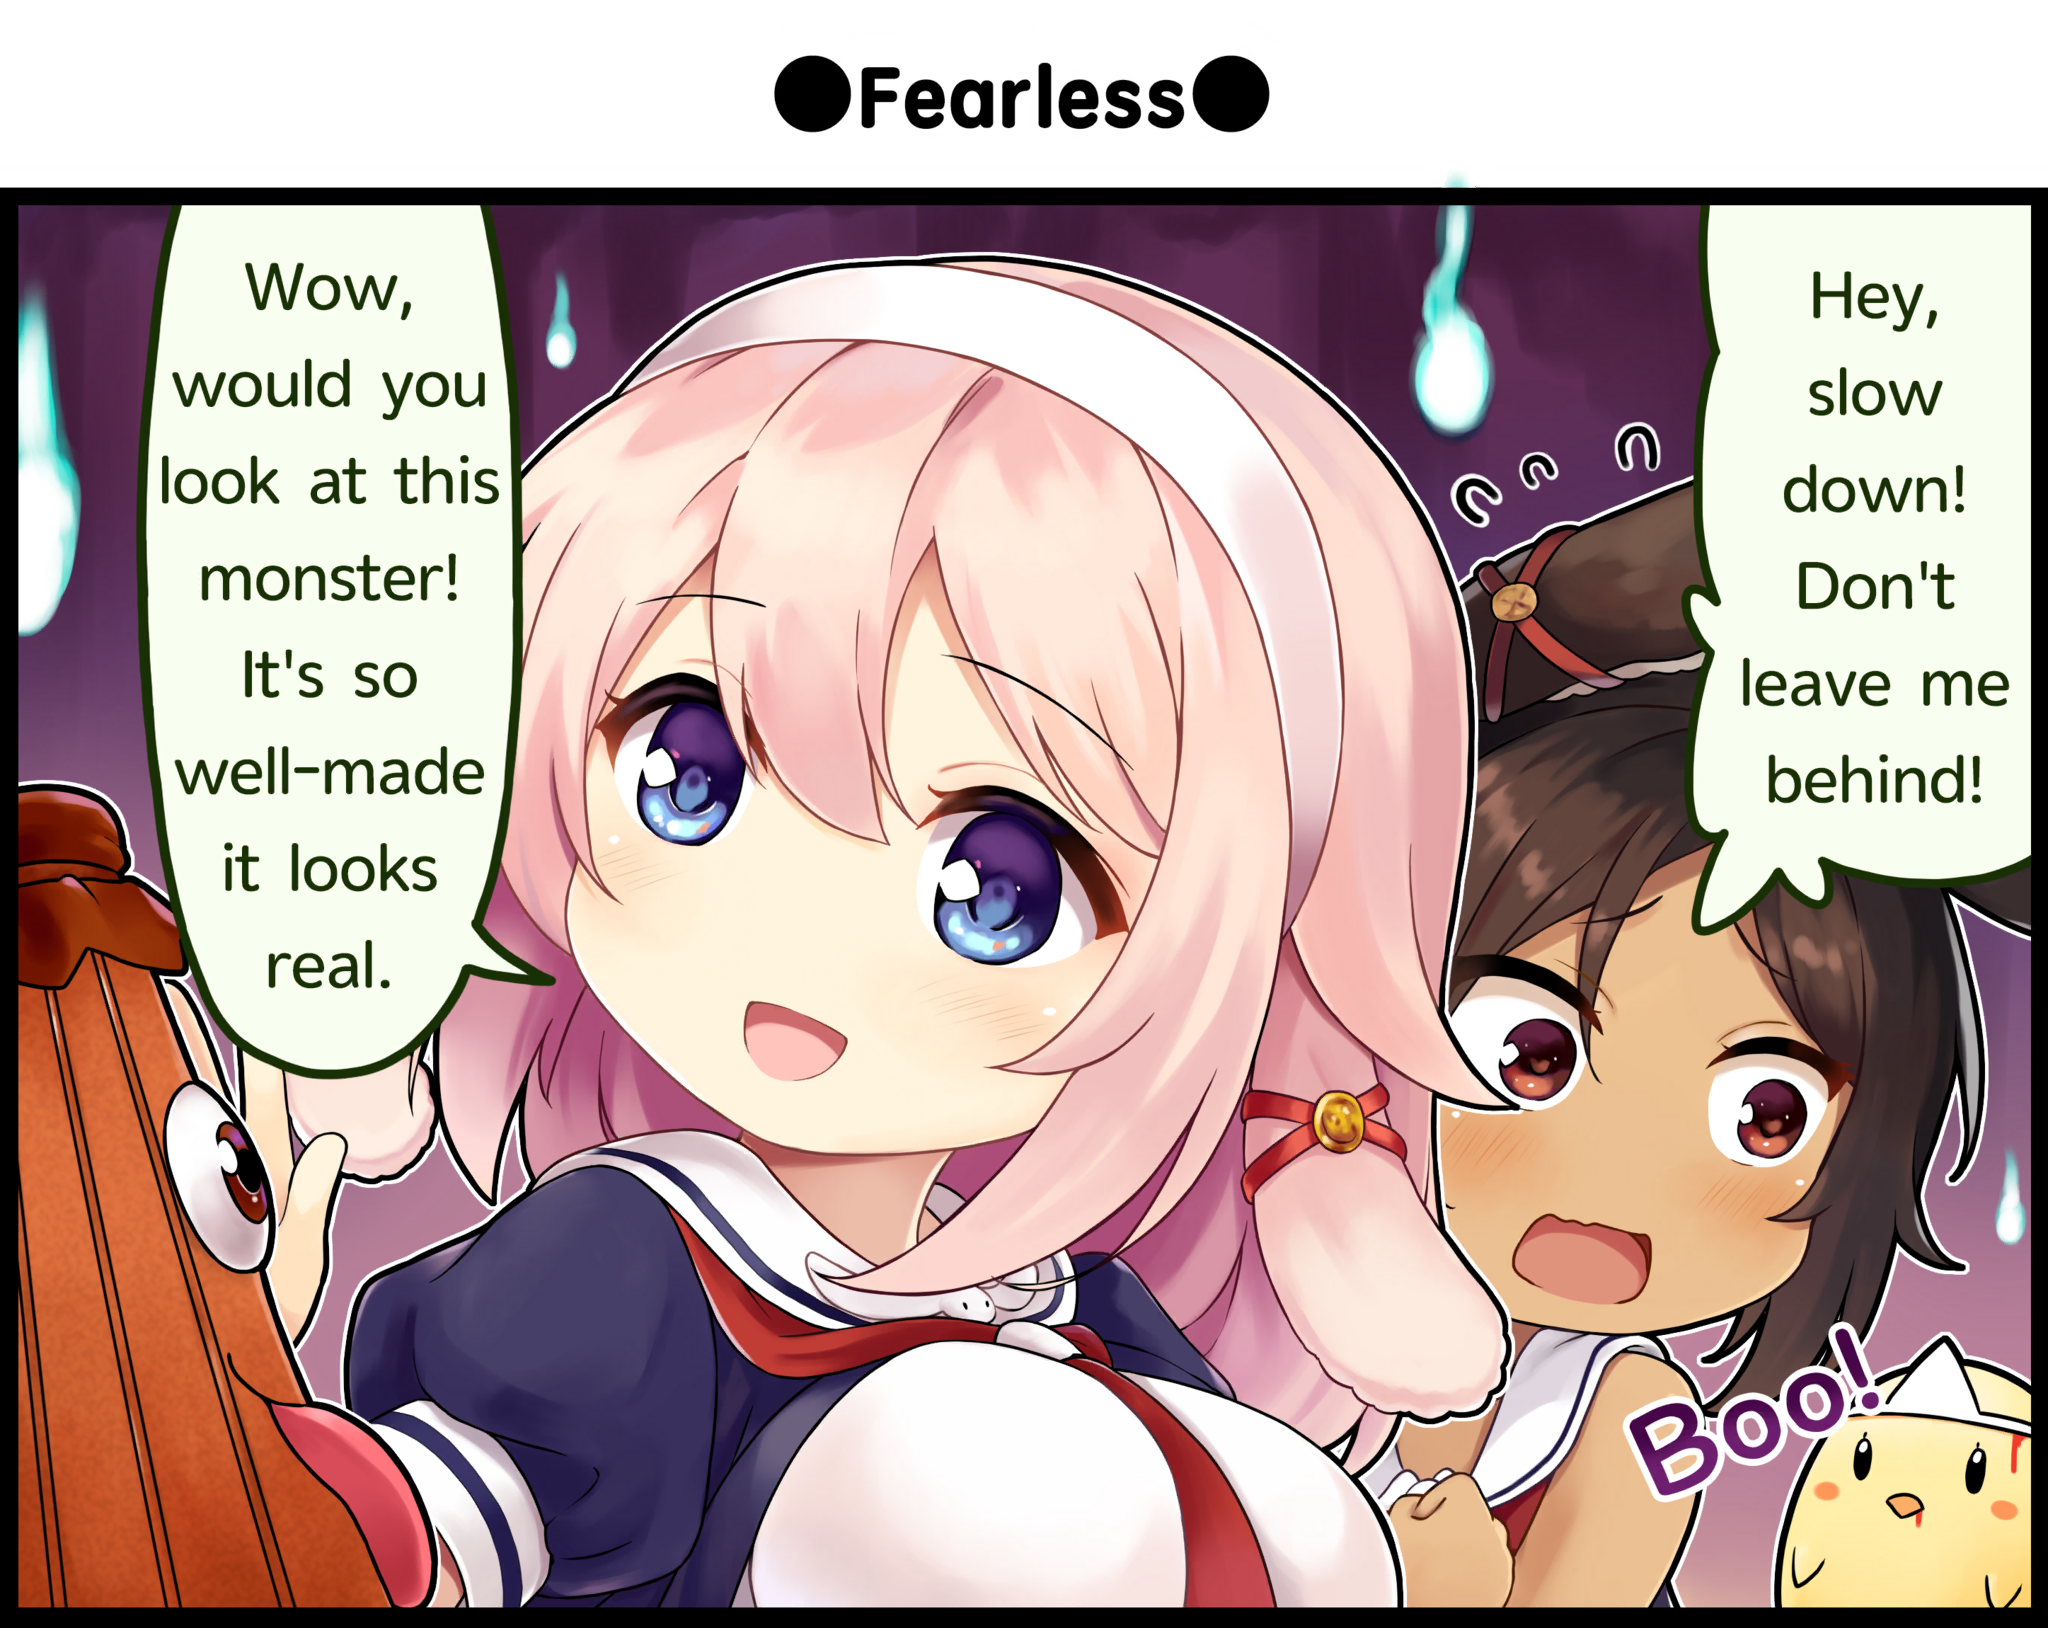 ●Fearless●
Wow,
would you
look at this
monster!
It's so
well-made
it looks
real.
Hey,
slow
down!
Don't
leave me
behind!
Boo!